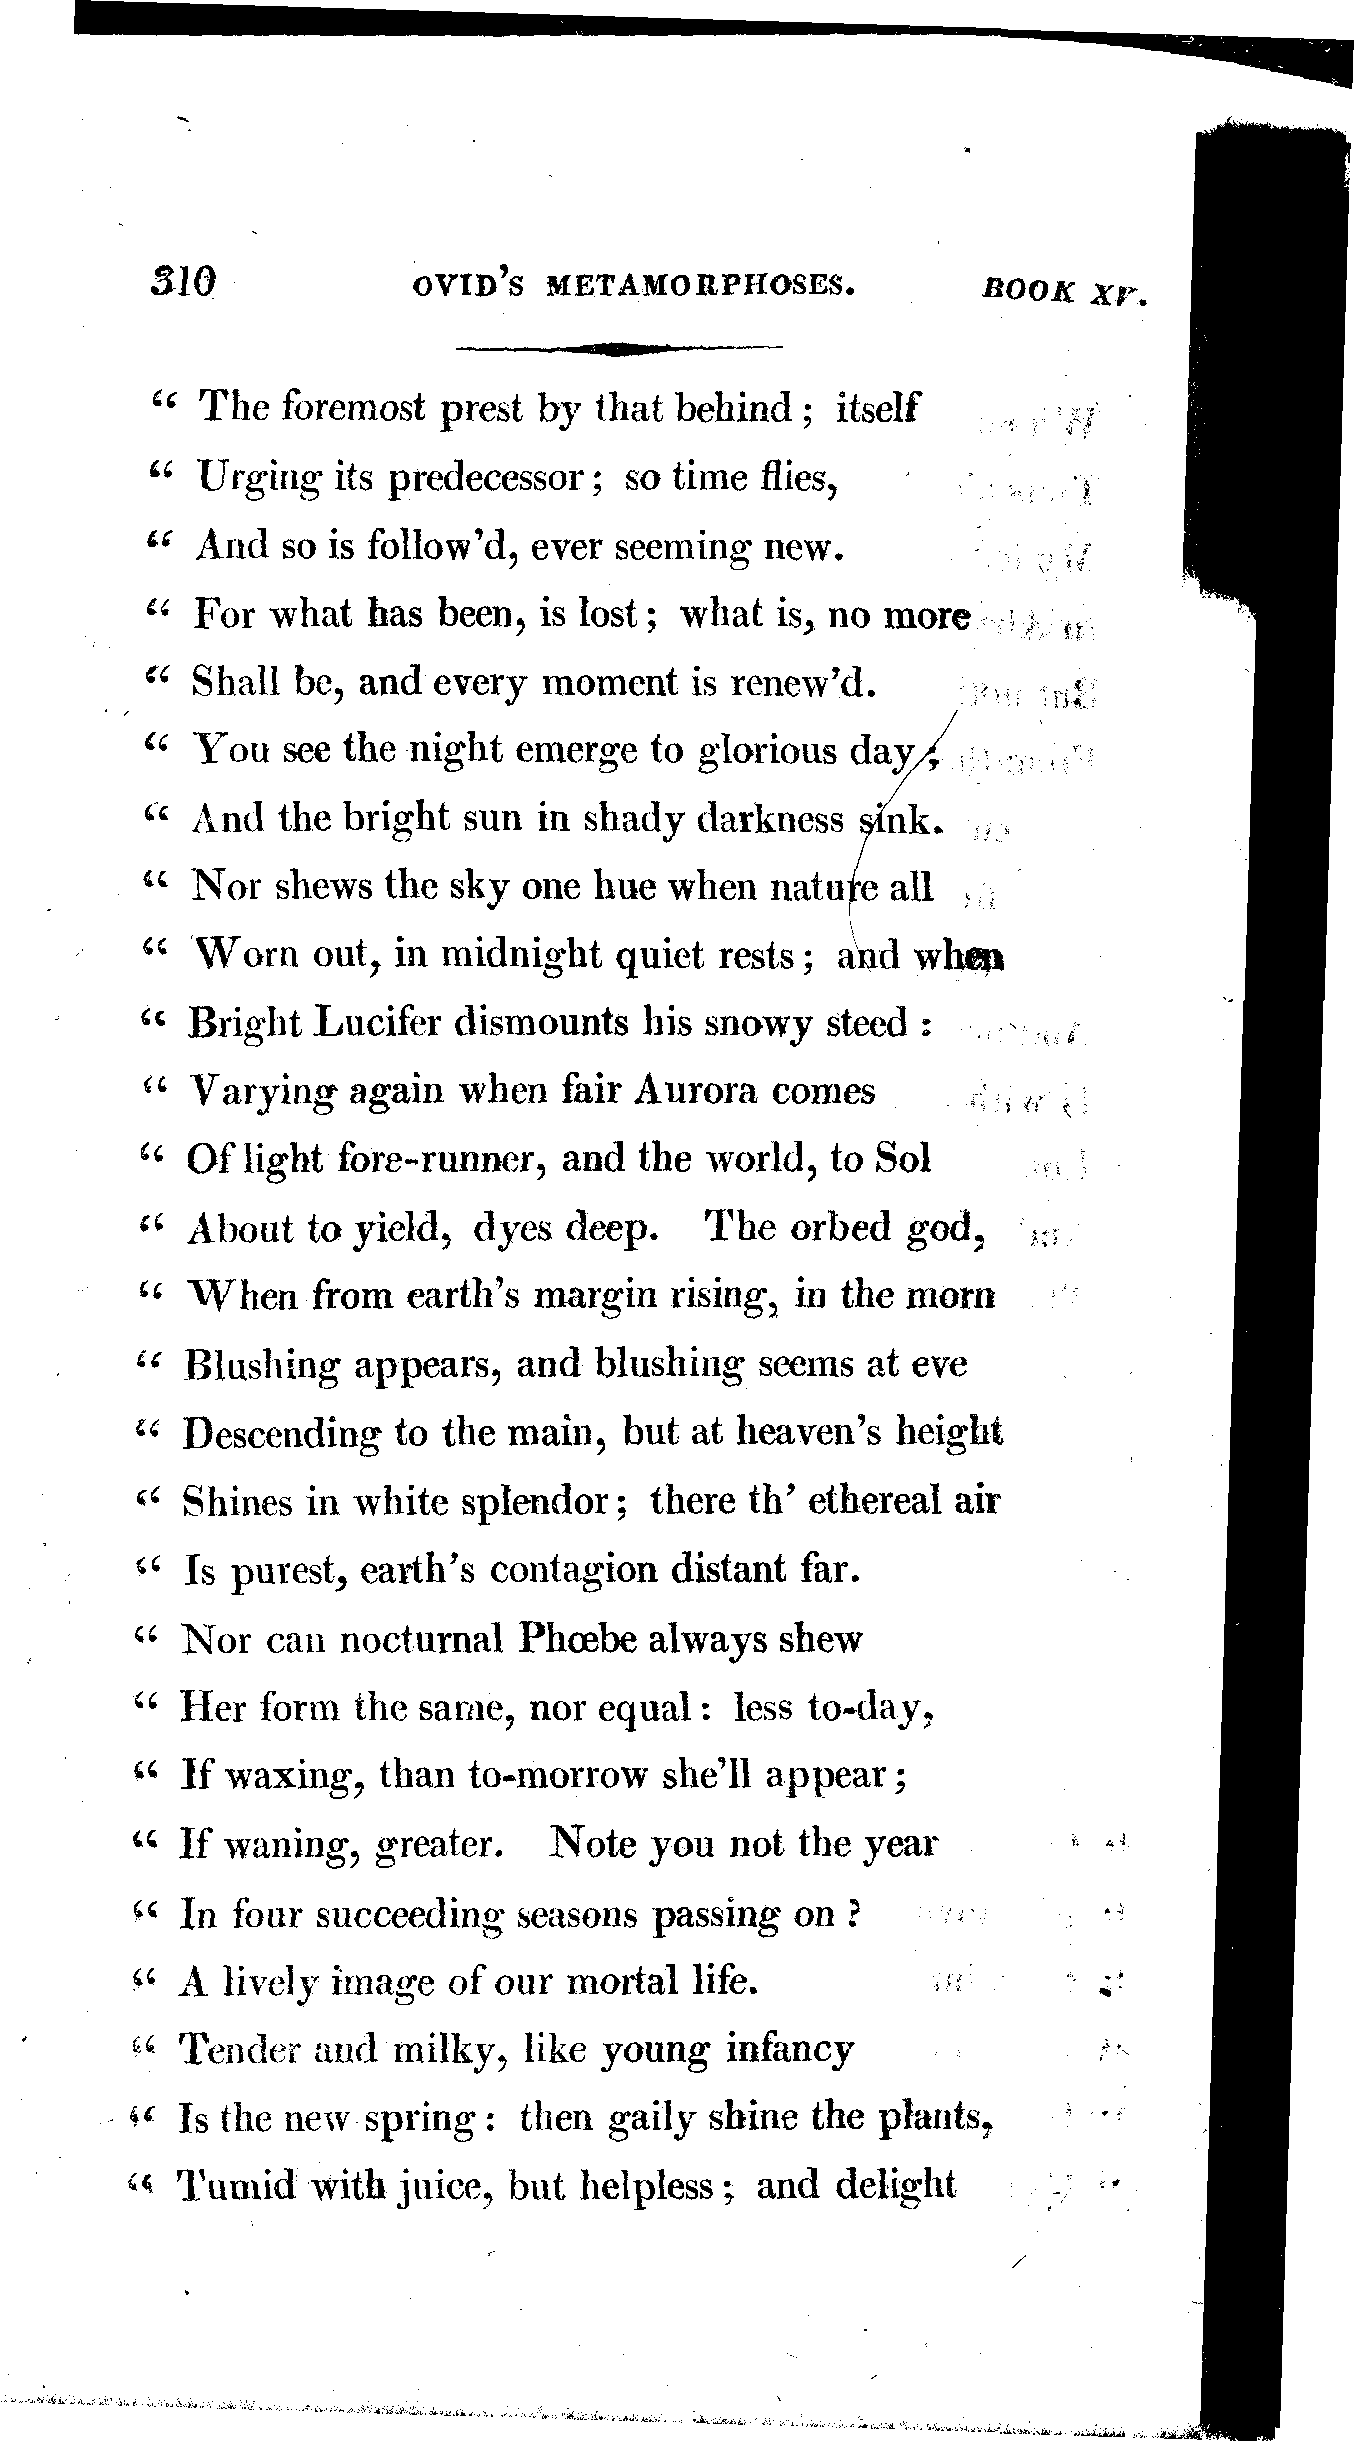 310 OVID'S METAMORPHOSES. BOOK XV.
“ The foremost prest by that behind ; itself
“ Urging its predecessor ; so time flies,
“ And so is follow'd, ever seeming new.
“ For what has been, is lost ; what is, no more
“ Shall be, and every moment is renew'd.
“ You see the night emerge to glorious day ;
“ And the bright sun in shady darkness sink.
“ Nor shews the sky one hue when nature all
“ Worn out, in midnight quiet rests ; and when
“ Bright Lucifer dismounts his snowy steed :
“ Varying again when fair Aurora comes
“ Of light fore-runner, and the world, to Sol
“ About to yield, dyes deep. The orbed god,
“ When from earth's margin rising, in the morn
“ Blushing appears, and blushing seems at eve
“ Descending to the main, but at heaven's height
“ Shines in white splendor ; there th' ethereal air
“ Is purest, earth's contagion distant far.
“ Nor can nocturnal Phœbe always shew
“ Her form the same, nor equal : less to-day,
“ If waxing, than to-morrow she'll appear ;
“ If waning, greater. Note you not the year
“ In four succeeding seasons passing on ?
“ A lively image of our mortal life.
“ Tender and milky, like young infancy
“ Is the new spring : then gaily shine the plants,
“ Tumid with juice, but helpless ; and delight